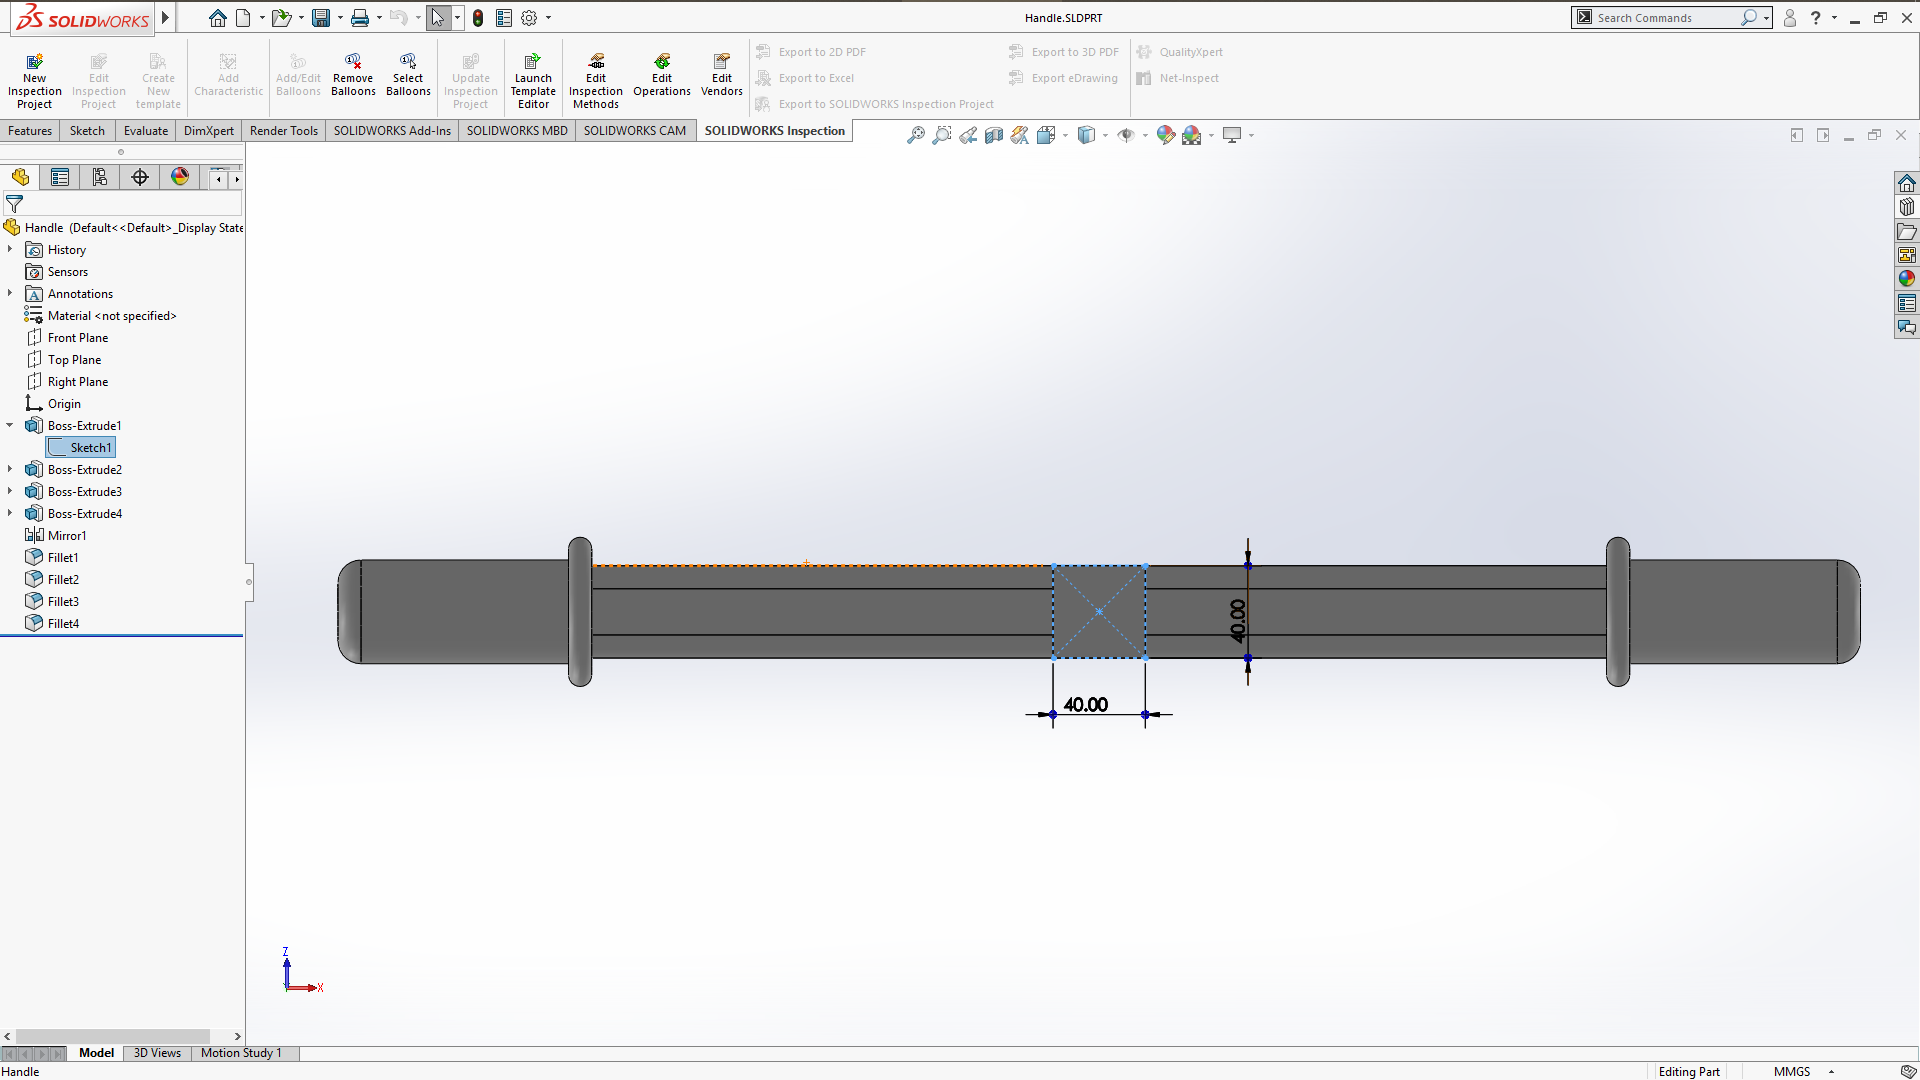 SOLIDWORKS
Handle.SLDPRT
Search Commands
?
New Inspection Project
Edit Inspection Project
Create New template
Add Characteristic
Add/Edit Balloons
Remove Balloons
Select Balloons
Update Inspection Project
Launch Template Editor
Edit Inspection Methods
Edit Operations
Edit Vendors
Export to 2D PDF
Export to Excel
Export to SOLIDWORKS Inspection Project
Export to 3D PDF
Export eDrawing
QualityXpert
Net-Inspect
Features
Sketch
Evaluate
DimXpert
Render Tools
SOLIDWORKS Add-Ins
SOLIDWORKS MBD
SOLIDWORKS CAM
SOLIDWORKS Inspection
Handle (Default<<Default>_Display State
History
Sensors
Annotations
Material <not specified>
Front Plane
Top Plane
Right Plane
Origin
Boss-Extrude1
Sketch1
Boss-Extrude2
Boss-Extrude3
Boss-Extrude4
Mirror1
Fillet1
Fillet2
Fillet3
Fillet4
40.00
40.00
Z
X
Model
3D Views
Motion Study 1
Handle
Editing Part
MMGS